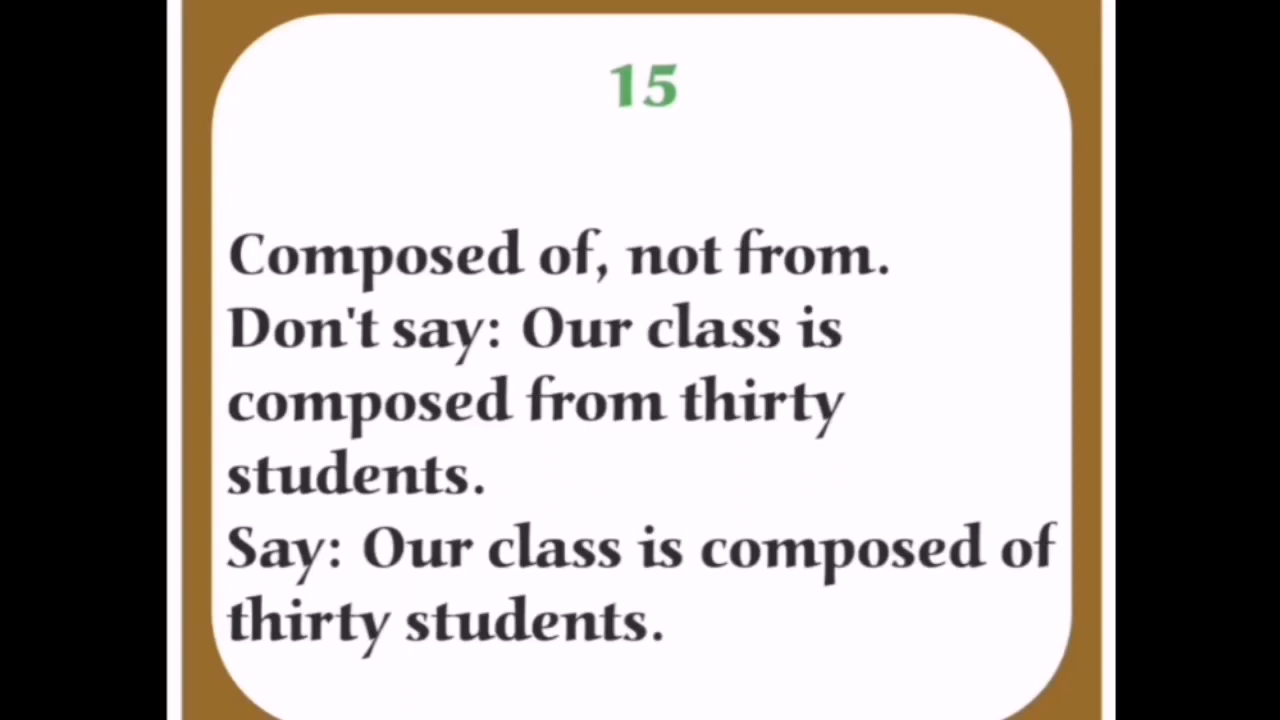 15
Composed of, not from.
Don't say: Our class is
composed from thirty
students.
Say: Our class is composed of
thirty students.